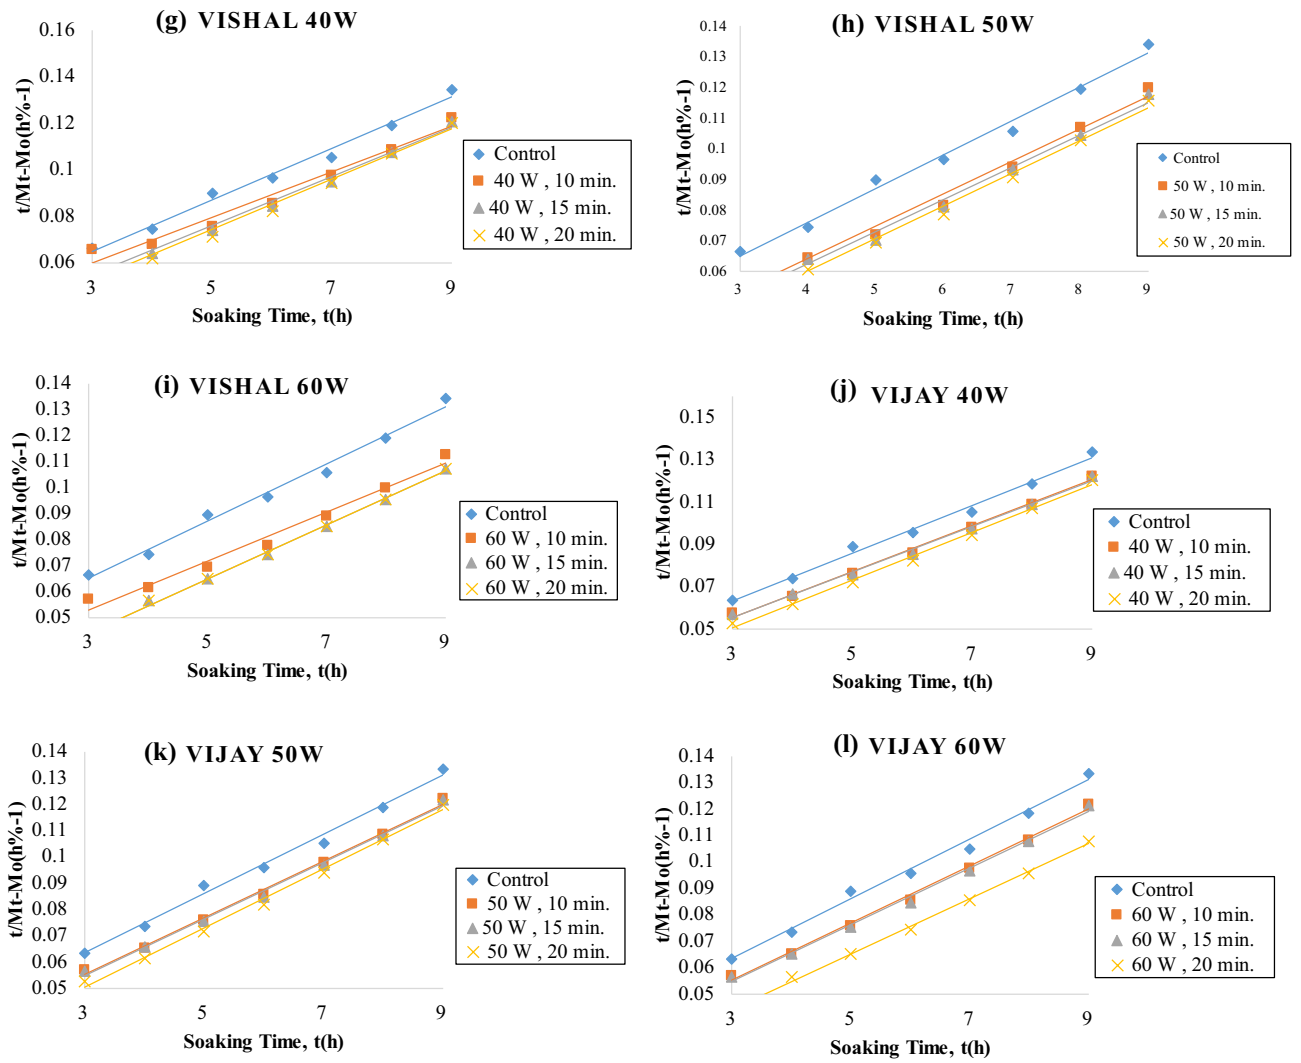 (g) VISHAL 40W
t/Mt-Mo(h%-1)
0.16
0.14
0.12
0.1
0.08
0.06
3 5 7 9
Soaking Time, t(h)
Control
40 W , 10 min.
40 W , 15 min.
40 W , 20 min.
(h) VISHAL 50W
t/Mt-Mo(h%-1)
0.14
0.13
0.12
0.11
0.1
0.09
0.08
0.07
0.06
3 4 5 6 7 8 9
Soaking Time, t(h)
Control
50 W , 10 min.
50 W , 15 min.
50 W , 20 min.
(i) VISHAL 60W
t/Mt-Mo(h%-1)
0.14
0.13
0.12
0.11
0.1
0.09
0.08
0.07
0.06
0.05
3 5 7 9
Soaking Time, t(h)
Control
60 W , 10 min.
60 W , 15 min.
60 W , 20 min.
(j) VIJAY 40W
t/Mt-Mo(h%-1)
0.15
0.13
0.11
0.09
0.07
0.05
3 5 7 9
Soaking Time, t(h)
Control
40 W , 10 min.
40 W , 15 min.
40 W , 20 min.
(k) VIJAY 50W
t/Mt-Mo(h%-1)
0.14
0.13
0.12
0.11
0.1
0.09
0.08
0.07
0.06
0.05
3 5 7 9
Soaking Time, t(h)
Control
50 W , 10 min.
50 W , 15 min.
50 W , 20 min.
(l) VIJAY 60W
t/Mt-Mo(h%-1)
0.14
0.13
0.12
0.11
0.1
0.09
0.08
0.07
0.06
0.05
3 5 7 9
Soaking Time, t(h)
Control
60 W , 10 min.
60 W , 15 min.
60 W , 20 min.